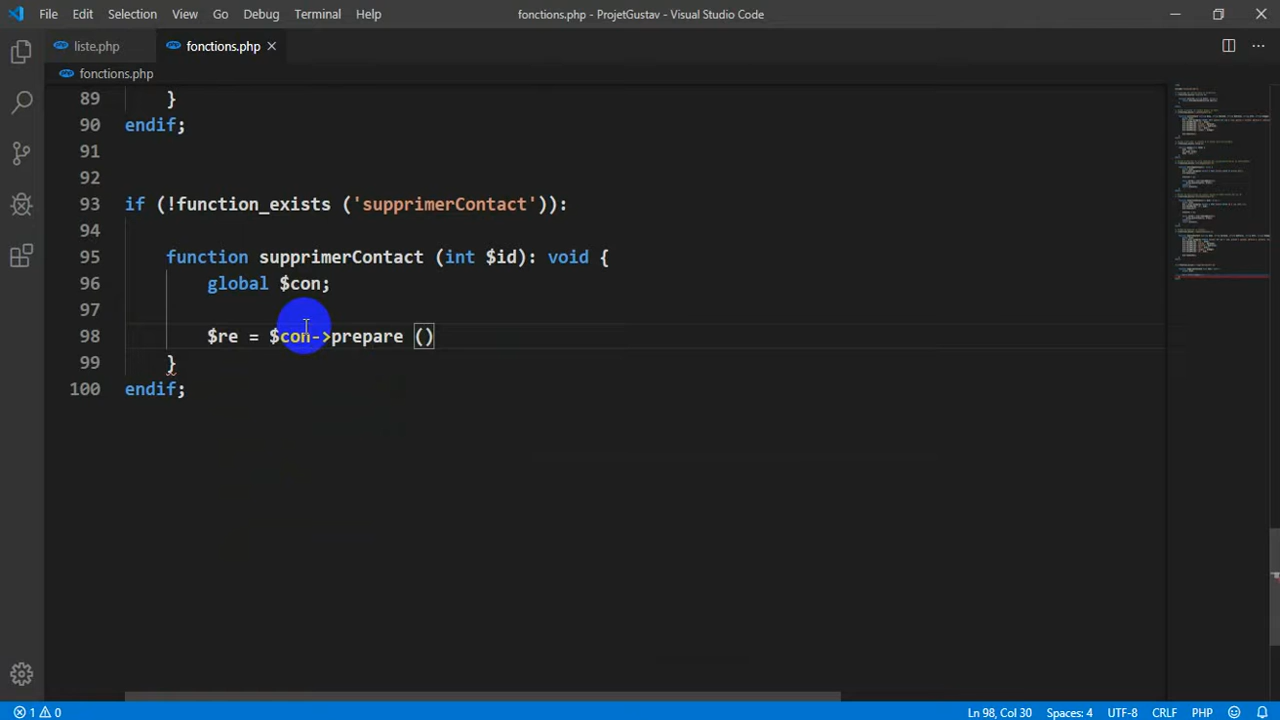 File Edit Selection View Go Debug Terminal Help fonctions.php - ProjetGustav - Visual Studio Code
liste.php fonctions.php
fonctions.php
89 }
90 endif;
91
92
93 if (!function_exists ('supprimerContact')):
94
95 function supprimerContact (int $id): void {
96 global $con;
97
98 $re = $con->prepare ()
99 }
100 endif;
1 0 Ln 98, Col 30 Spaces: 4 UTF-8 CRLF PHP